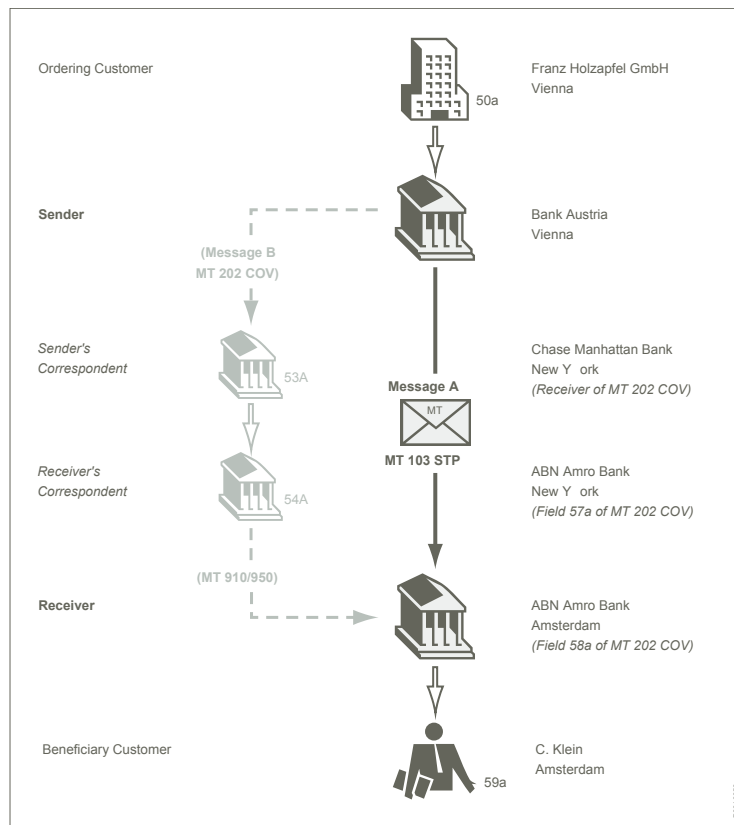 Ordering Customer
50a
Franz Holzapfel GmbH
Vienna
Sender
Bank Austria
Vienna
(Message B
MT 202 COV)
Sender's
Correspondent
53A
Message A
MT
MT 103 STP
Chase Manhattan Bank
New Y ork
(Receiver of MT 202 COV)
Receiver's
Correspondent
54A
ABN Amro Bank
New Y ork
(Field 57a of MT 202 COV)
(MT 910/950)
Receiver
ABN Amro Bank
Amsterdam
(Field 58a of MT 202 COV)
Beneficiary Customer
59a
C. Klein
Amsterdam